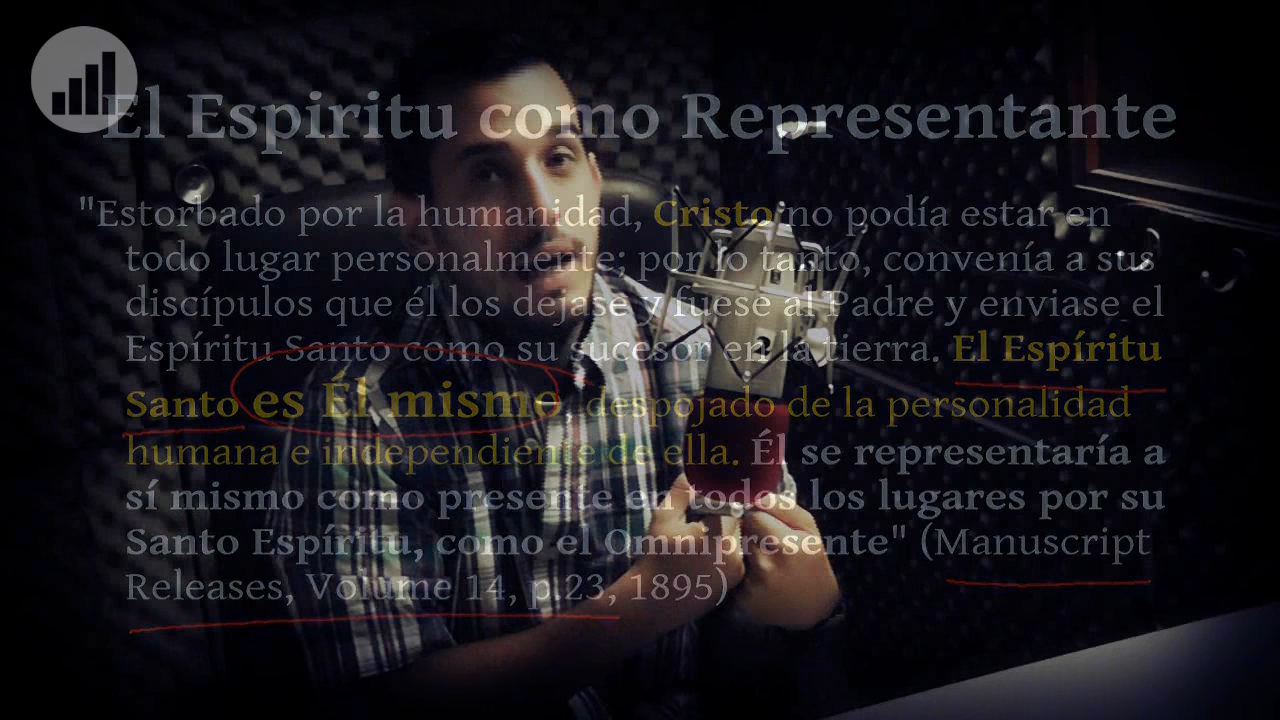 El Espiritu como Representante
"Estorbado por la humanidad, Cristo no podía estar en
todo lugar personalmente; por lo tanto, convenía a sus
discípulos que él los dejase y fuese al Padre y enviase el
Espíritu Santo como su sucesor en la tierra. El Espíritu
Santo es Él mismo, despojado de la personalidad
humana e independiente de ella. Él se representaría a
sí mismo como presente en todos los lugares por su
Santo Espíritu, como el Omnipresente" (Manuscript
Releases, Volume 14, p.23, 1895)
2